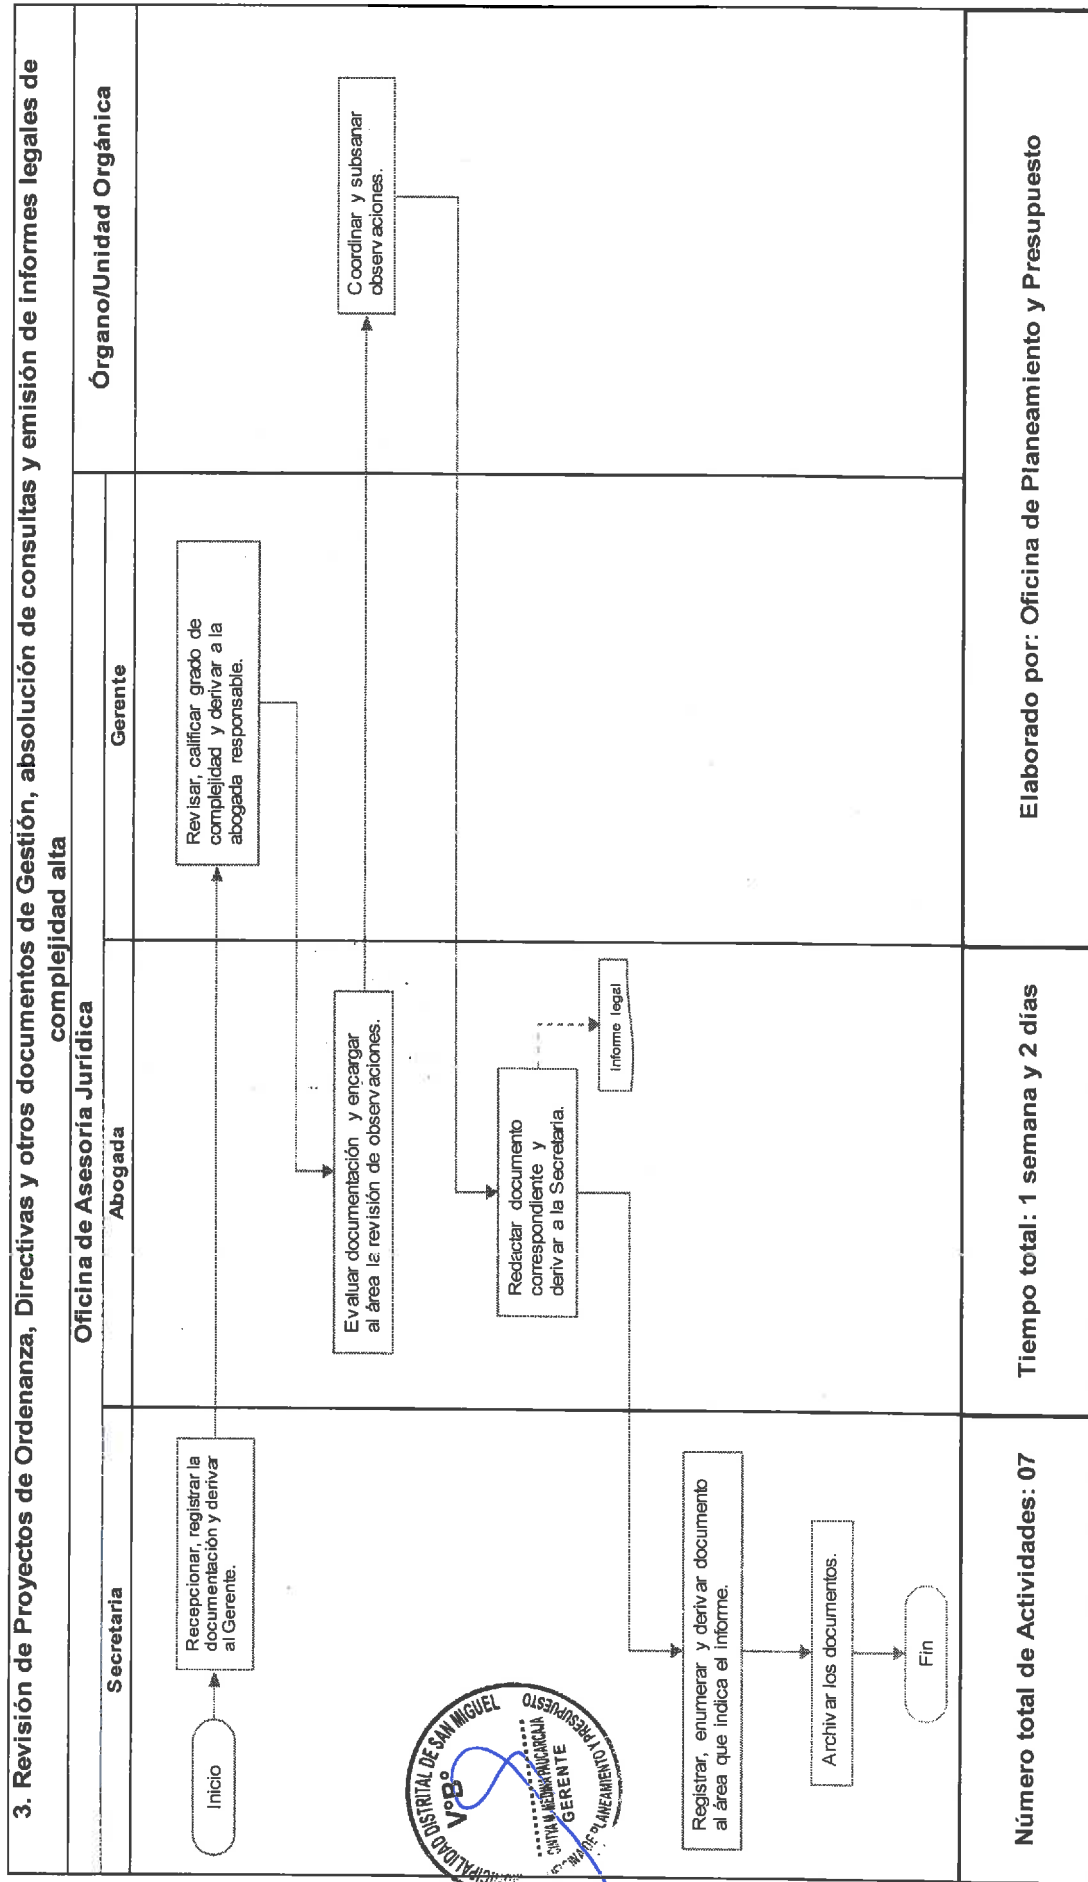 3. Revisión de Proyectos de Ordenanza, Directivas y otros documentos de Gestión, absolución de consultas y emisión de informes legales de
complejidad alta
Oficina de Asesoría Jurídica
Órgano/Unidad Orgánica
Secretaria
Abogada
Gerente
Inicio
Recepcionar, registrar la
documentación y derivar
al Gerente.
Revisar, calificar grado de
complejidad y derivar a la
abogada responsable.
Evaluar documentación y encargar
al área la revisión de observaciones.
Coordinar y subsanar
observaciones.
Redactar documento
correspondiente y
derivar a la Secretaria.
Informe legal
Registrar, enumerar y derivar documento
al área que indica el informe.
Archivar los documentos.
Fin
DISTRITAL DE SAN MIGUEL
V°B°
GERENTE
PLANEAMIENTO Y PRESUPUESTO
Número total de Actividades: 07
Tiempo total: 1 semana y 2 días
Elaborado por: Oficina de Planeamiento y Presupuesto